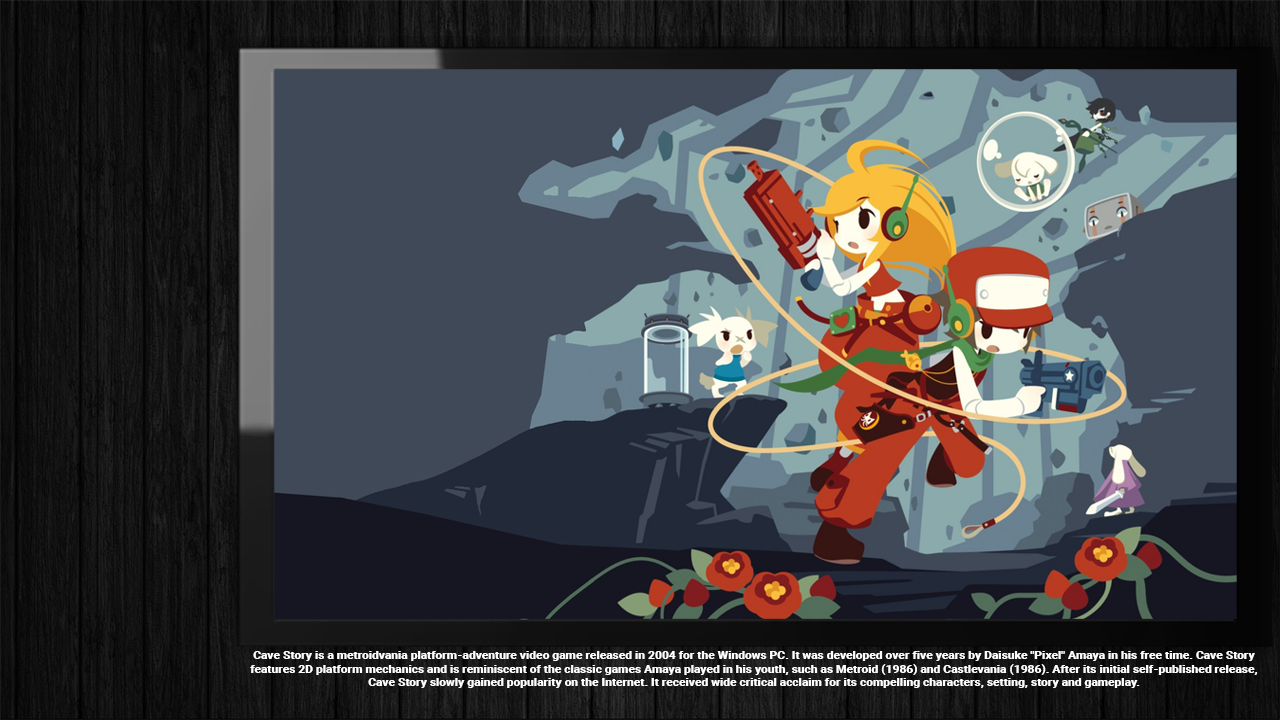 Cave Story is a metroidvania platform-adventure video game released in 2004 for the Windows PC. It was developed over five years by Daisuke "Pixel" Amaya in his free time. Cave Story
features 2D platform mechanics and is reminiscent of the classic games Amaya played in his youth, such as Metroid (1986) and Castlevania (1986). After its initial self-published release,
Cave Story slowly gained popularity on the Internet. It received wide critical acclaim for its compelling characters, setting, story and gameplay.